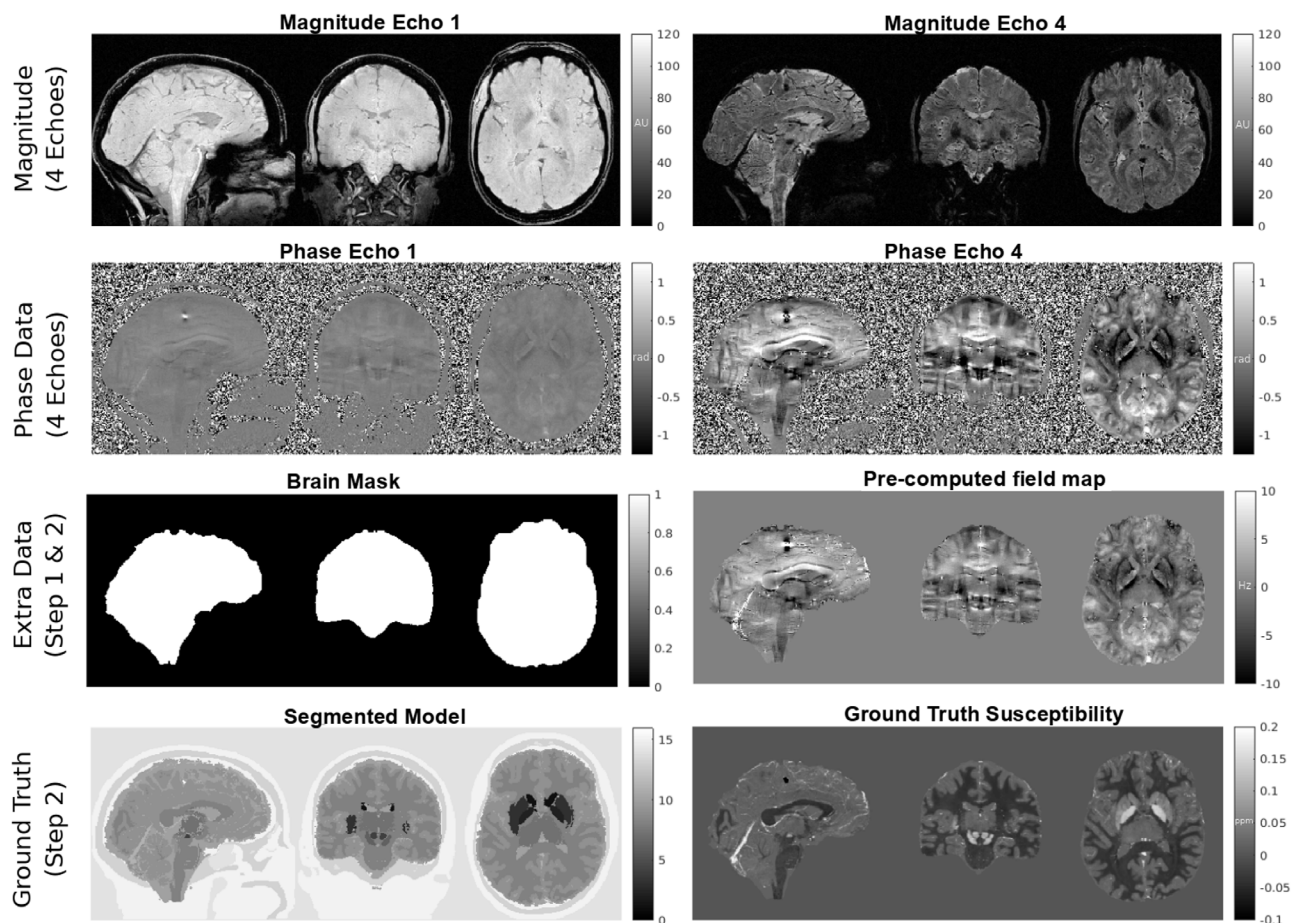 Magnitude Echo 1
Magnitude Echo 4
Magnitude
(4 Echoes)
120
100
80
AU
60
40
20
0
120
100
80
AU
60
40
20
0
Phase Echo 1
Phase Echo 4
Phase Data
(4 Echoes)
1
0.5
rad
0
-0.5
-1
1
0.5
rad
0
-0.5
-1
Brain Mask
Pre-computed field map
Extra Data
(Step 1 & 2)
1
0.8
0.6
0.4
0.2
0
10
5
Hz
0
-5
-10
Segmented Model
Ground Truth Susceptibility
Ground Truth
(Step 2)
15
10
5
0
0.2
0.15
0.1
ppm
0.05
0
-0.05
-0.1